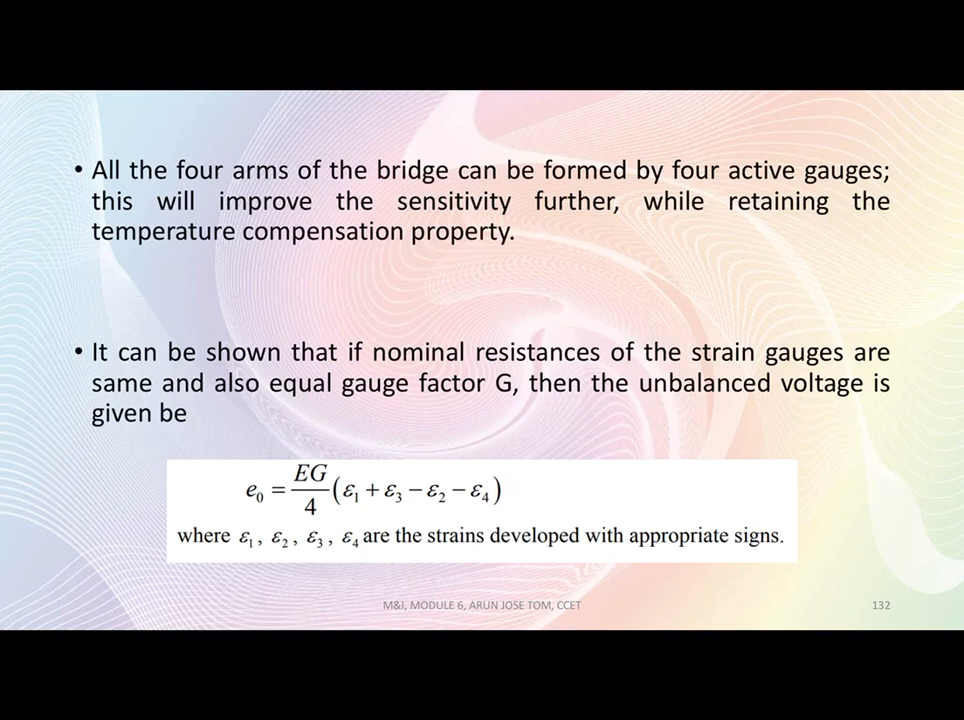 • All the four arms of the bridge can be formed by four active gauges;
this will improve the sensitivity further, while retaining the
temperature compensation property.
• It can be shown that if nominal resistances of the strain gauges are
same and also equal gauge factor G, then the unbalanced voltage is
given be
e₀ = EG/4 (ε₁ + ε₃ − ε₂ − ε₄)
where ε₁, ε₂, ε₃, ε₄ are the strains developed with appropriate signs.
M&I, MODULE 6, ARUN JOSE TOM, CCET 132